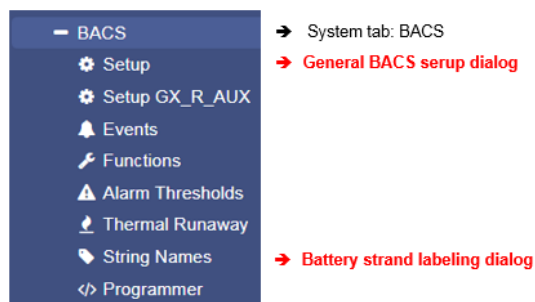 BACS → System tab: BACS
Setup → General BACS serup dialog
Setup GX_R_AUX
Events
Functions
Alarm Thresholds
Thermal Runaway
String Names → Battery strand labeling dialog
</> Programmer